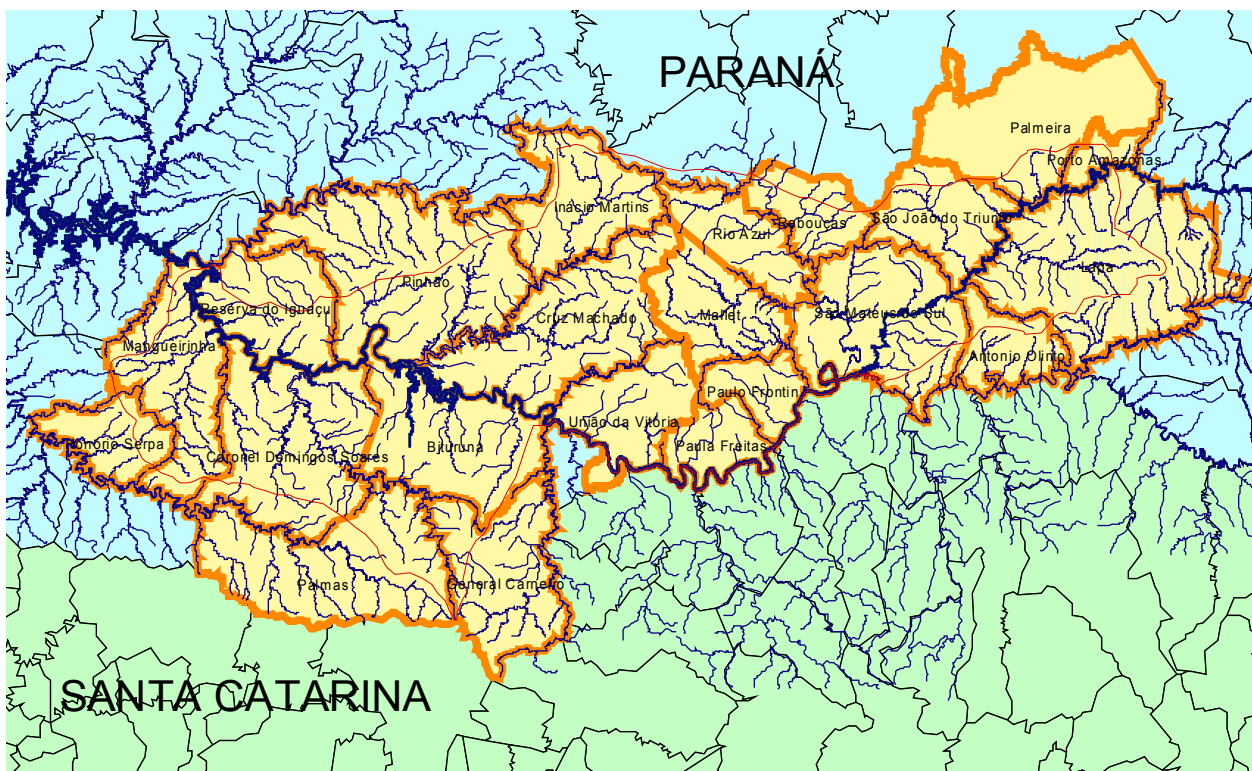 PARANÁ
Palmeira
Porto Amazonas
Inácio Martins
São João do Triunfo
Rebouças
Rio Azul
Lapa
Pinhão
Reserva do Iguaçu
Cruz Machado
Mallet
São Mateus do Sul
Mangueirinha
Antonio Olinto
Paulo Frontin
União da Vitória
Honório Serpa
Paula Freitas
Bituruna
Coronel Domingos Soares
Palmas
General Carneiro
SANTA CATARINA